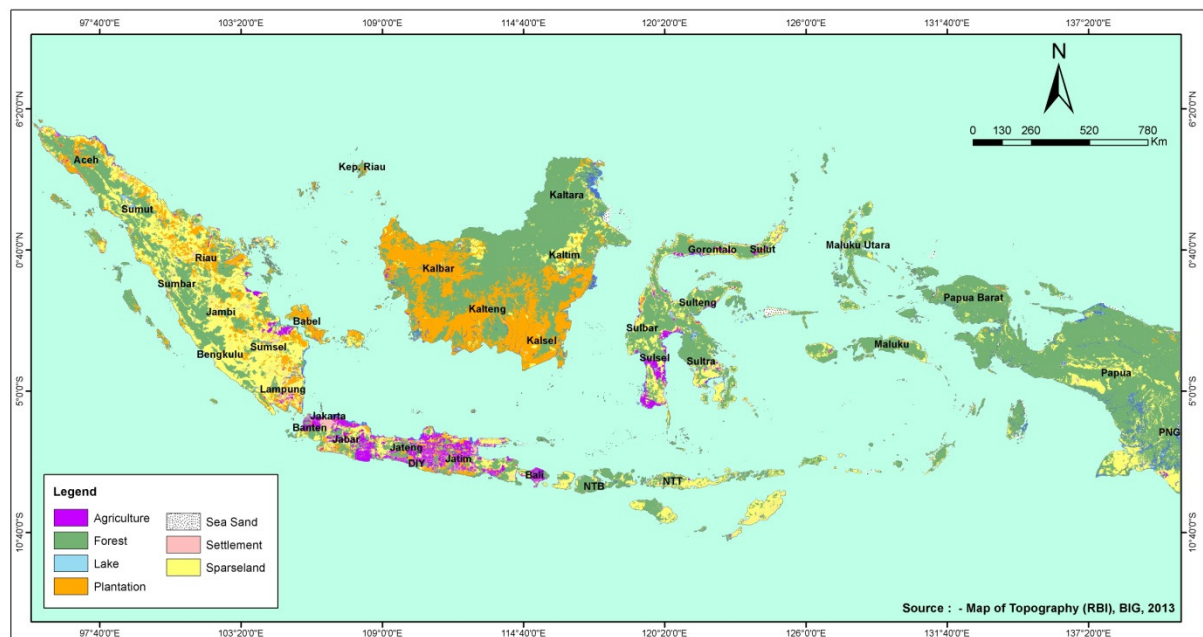 97°40'0"E 103°20'0"E 109°0'0"E 114°40'0"E 120°20'0"E 126°0'0"E 131°40'0"E 137°20'0"E
N
6°20'0"N 6°20'0"N
0 130 260 520 780
Km
Aceh
Kep. Riau
Sumut
Kaltara
0°40'0"N 0°40'0"N
Riau
Kalbar
Kaltim
Gorontalo
Sulut
Maluku Utara
Sumbar
Jambi
Babel
Kalteng
Sulteng
Papua Barat
Bengkulu
Sumsel
Kalsel
Sulbar
Sulsel
Sultra
Maluku
Papua
Lampung
5°0'0"S 5°0'0"S
Jakarta
Banten
Jabar
Jateng
DIY
Jatim
Bali
NTB
NTT
PNG
Legend
Agriculture
Forest
Lake
Plantation
Sea Sand
Settlement
Sparseland
10°40'0"S 10°40'0"S
Source : - Map of Topography (RBI), BIG, 2013
97°40'0"E 103°20'0"E 109°0'0"E 114°40'0"E 120°20'0"E 126°0'0"E 131°40'0"E 137°20'0"E